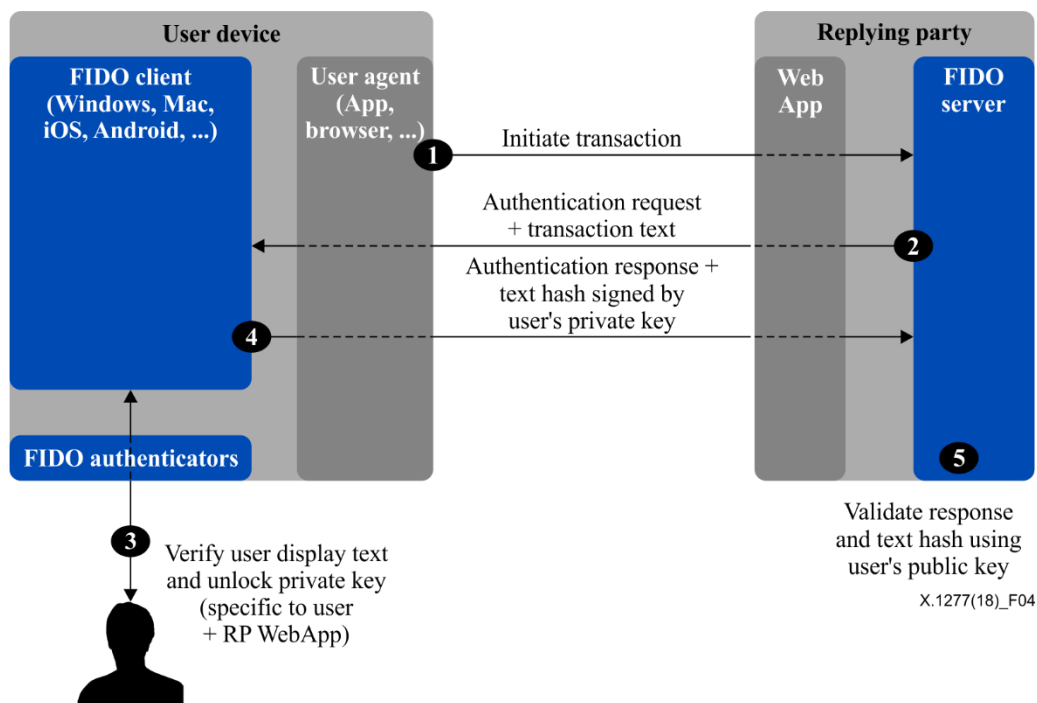 User device
FIDO client
(Windows, Mac,
iOS, Android, ...)
User agent
(App,
browser, ...)
Replying party
Web
App
FIDO
server
1
Initiate transaction
Authentication request
+ transaction text
2
Authentication response +
text hash signed by
user's private key
4
FIDO authenticators
5
3
Verify user display text
and unlock private key
(specific to user
+ RP WebApp)
Validate response
and text hash using
user's public key
X.1277(18)_F04